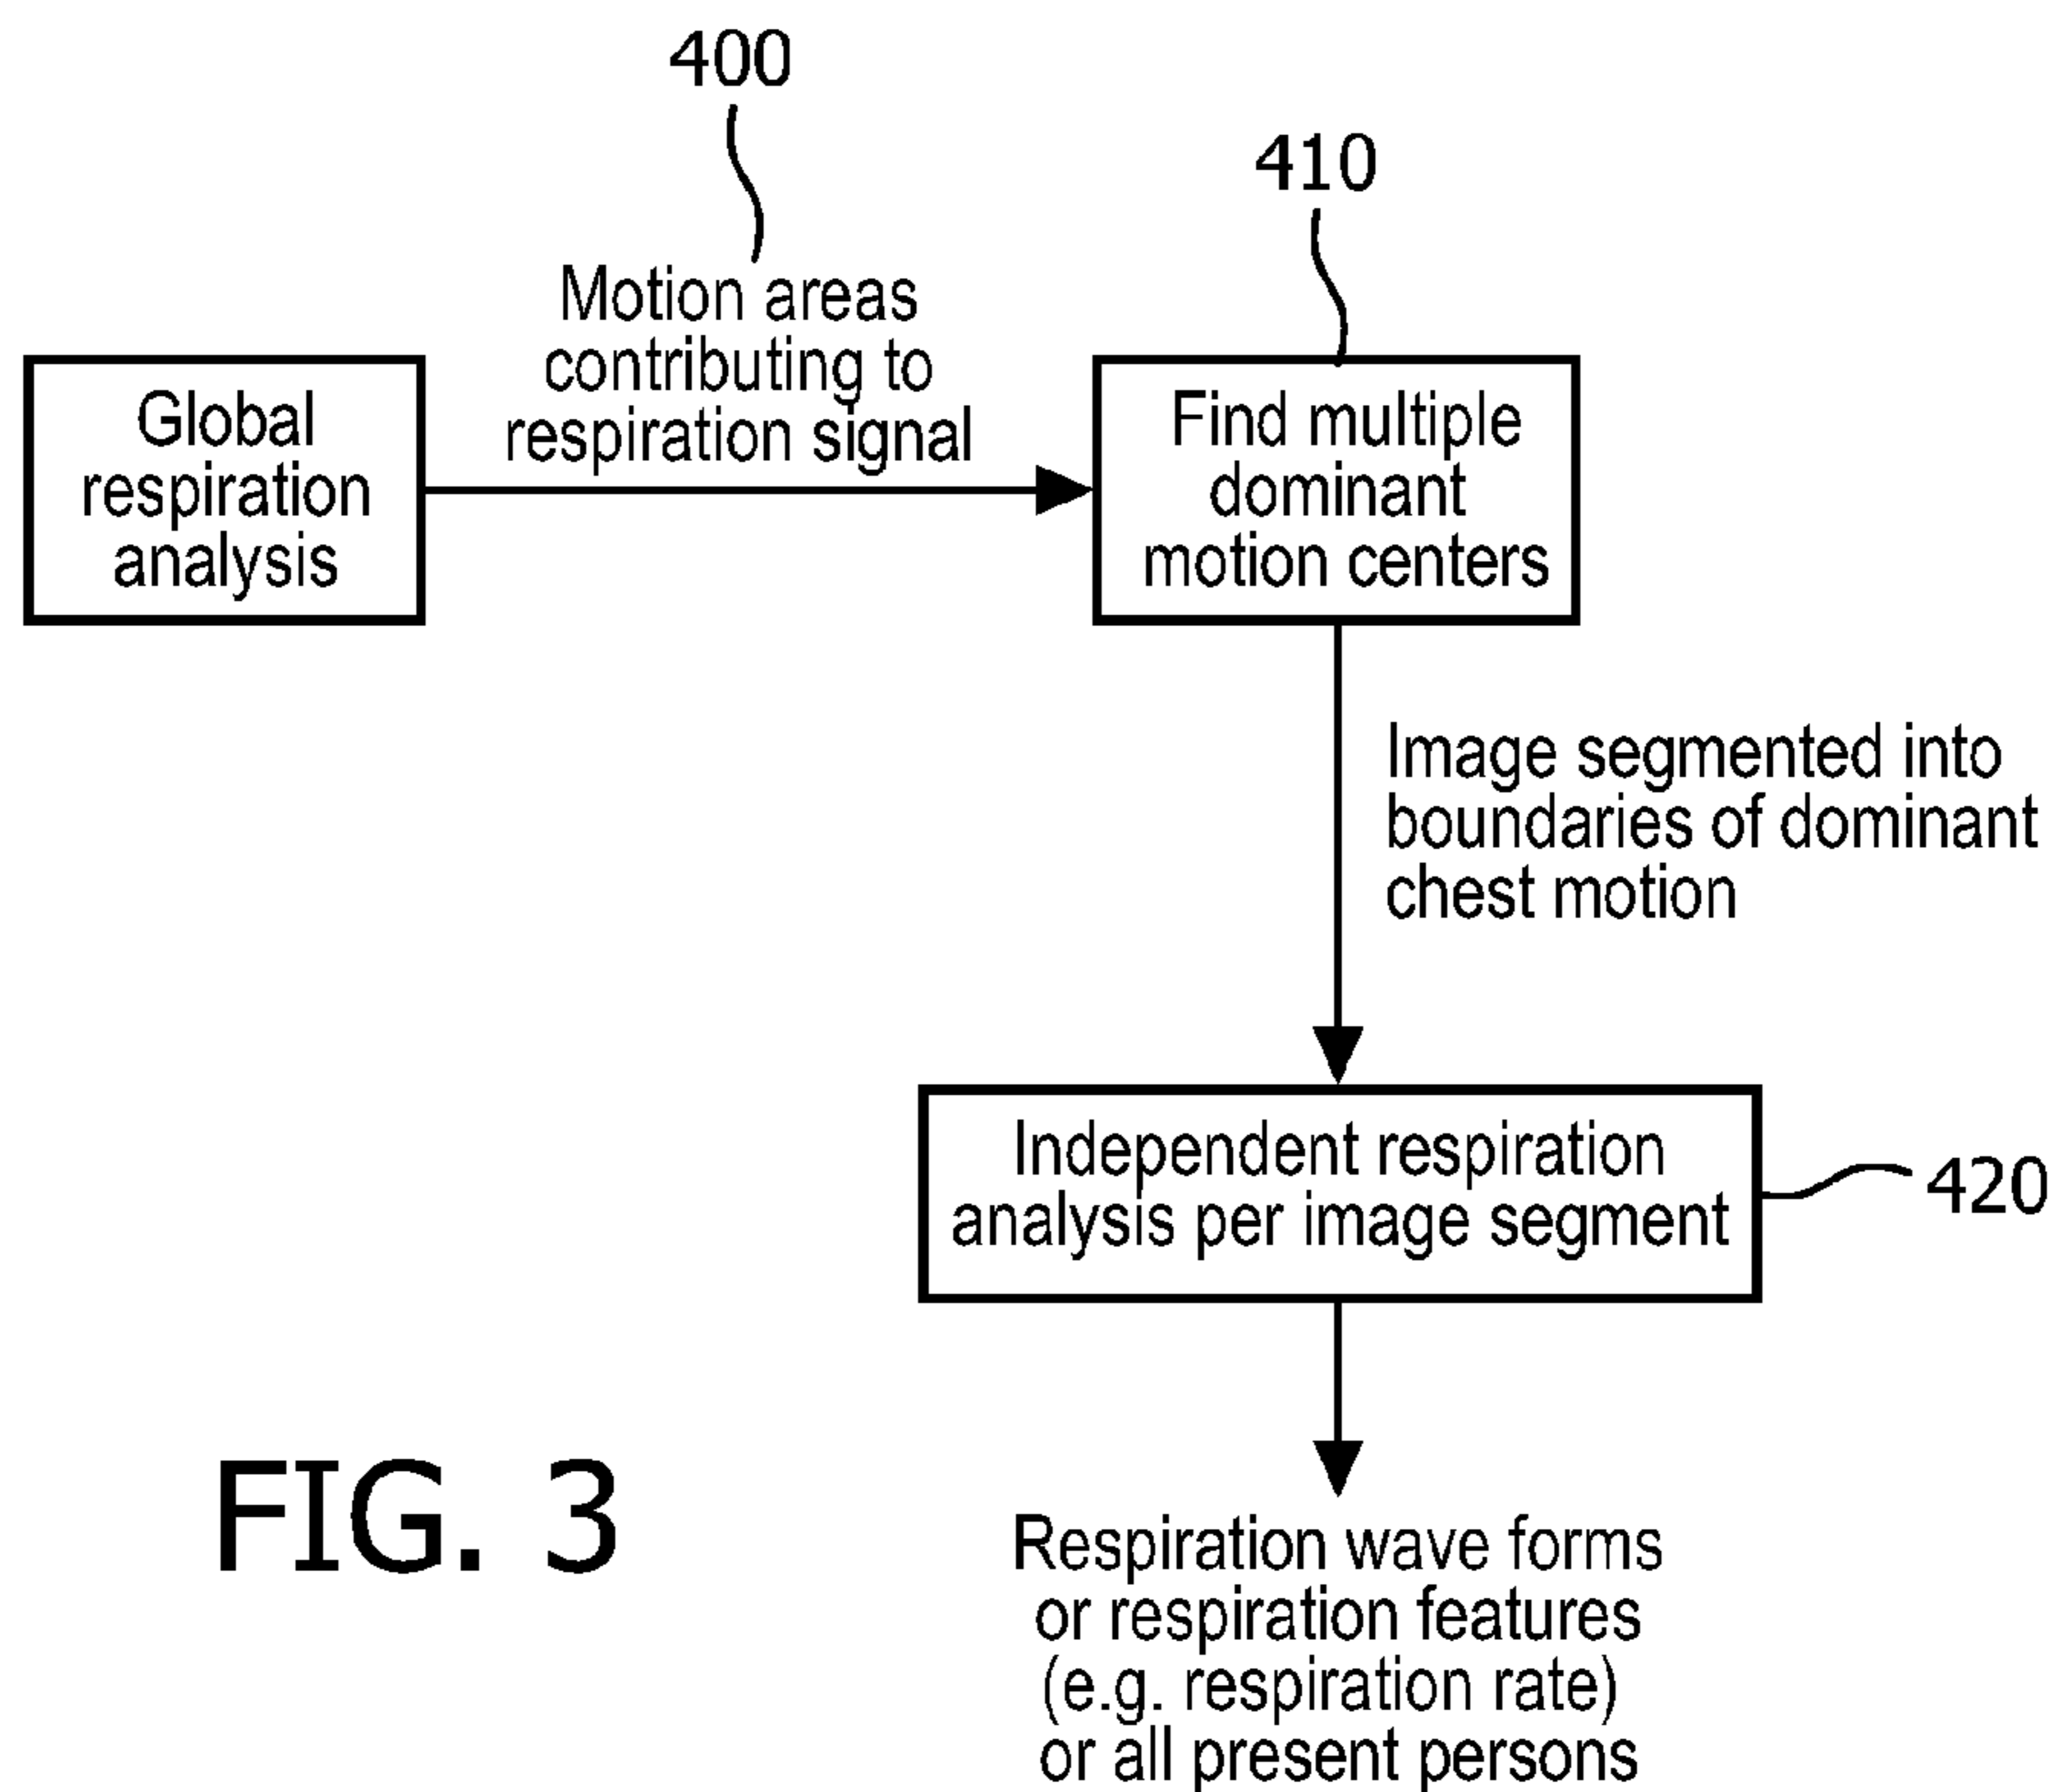 400
410
Motion areas
contributing to
respiration signal
Global
respiration
analysis
Find multiple
dominant
motion centers
Image segmented into
boundaries of dominant
chest motion
Independent respiration
analysis per image segment
420
Respiration wave forms
or respiration features
(e.g. respiration rate)
or all present persons
FIG. 3